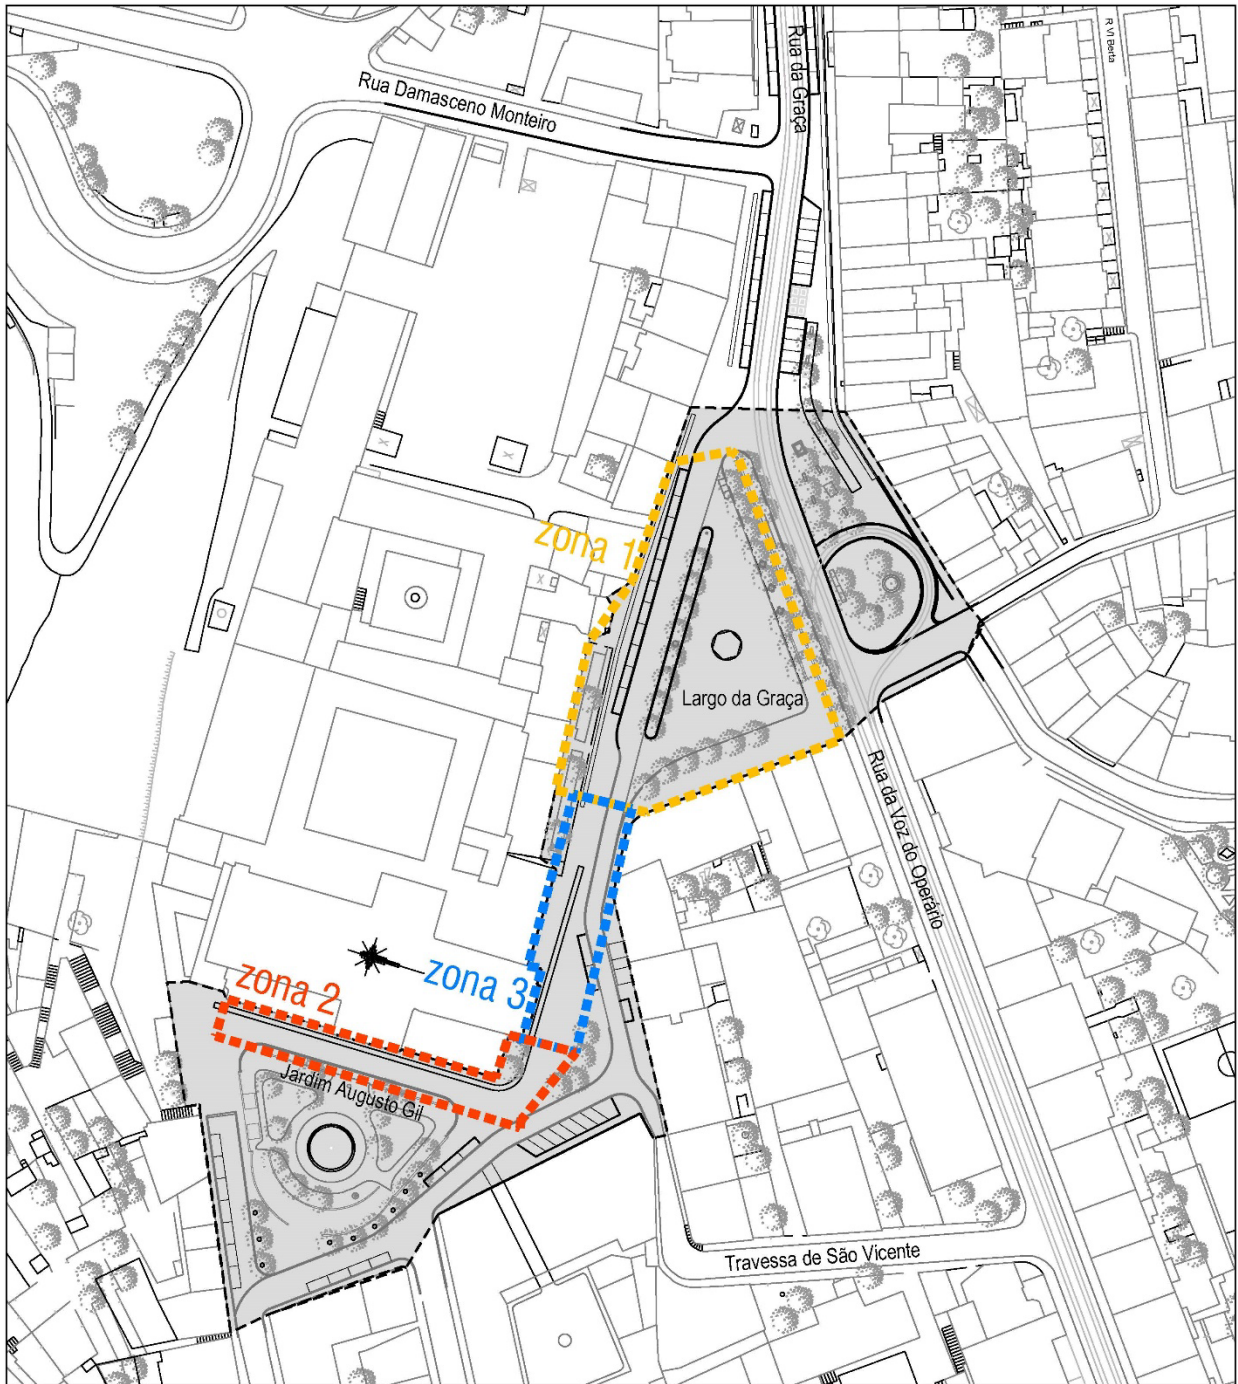 Rua Damasceno Monteiro
Rua da Graça
R Vl Berta
zona 1
Largo da Graça
Rua da Voz do Operário
zona 2
zona 3
Jardim Augusto Gil
Travessa de São Vicente